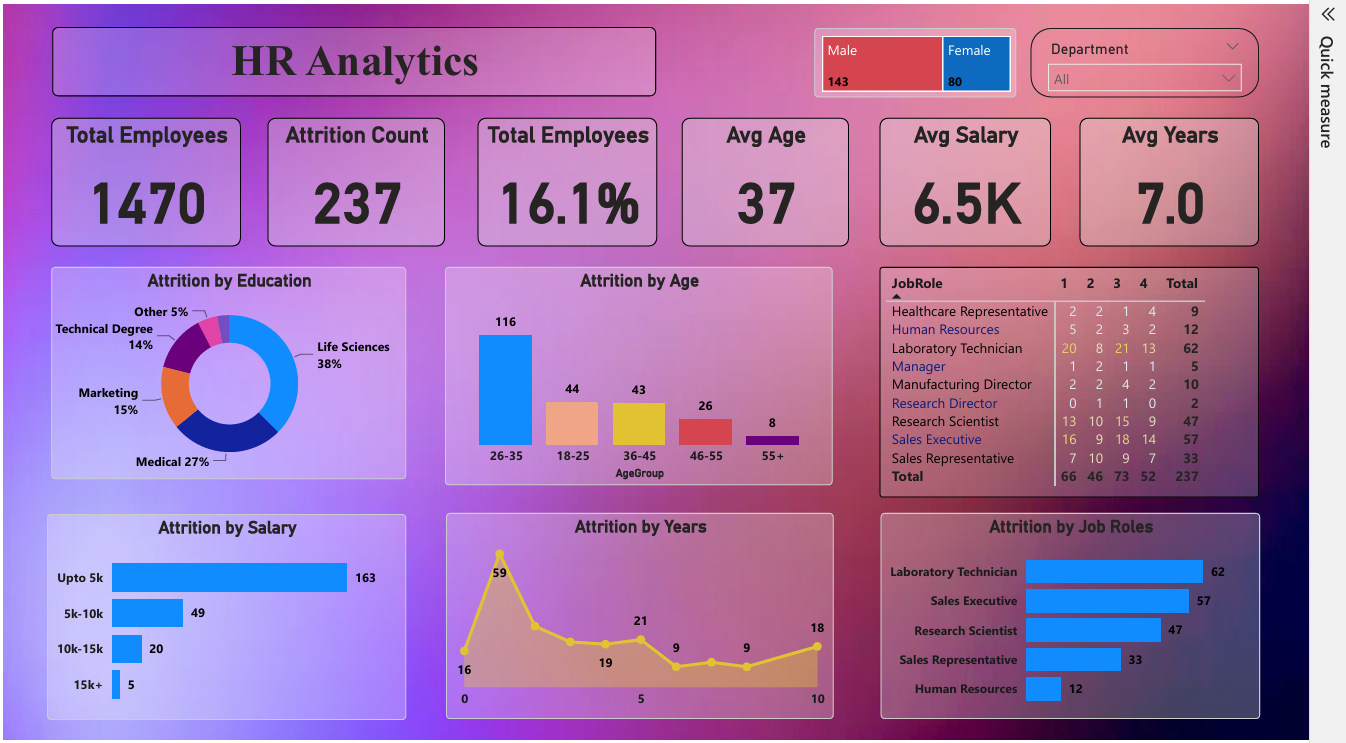 HR Analytics
Male
143
Female
80
Department
All
Quick measure
Total Employees
1470
Attrition Count
237
Total Employees
16.1%
Avg Age
37
Avg Salary
6.5K
Avg Years
7.0
Attrition by Education
Other 5%
Technical Degree
14%
Life Sciences
38%
Marketing
15%
Medical 27%
Attrition by Age
116
44
43
26
8
26-35 18-25 36-45 46-55 55+
AgeGroup
JobRole 1 2 3 4 Total
Healthcare Representative 2 2 1 4 9
Human Resources 5 2 3 2 12
Laboratory Technician 20 8 21 13 62
Manager 1 2 1 1 5
Manufacturing Director 2 2 4 2 10
Research Director 0 1 1 0 2
Research Scientist 13 10 15 9 47
Sales Executive 16 9 18 14 57
Sales Representative 7 10 9 7 33
Total 66 46 73 52 237
Attrition by Salary
Upto 5k 163
5k-10k 49
10k-15k 20
15k+ 5
Attrition by Years
59
21
18
9 9
19
16
0 5 10
Attrition by Job Roles
Laboratory Technician 62
Sales Executive 57
Research Scientist 47
Sales Representative 33
Human Resources 12